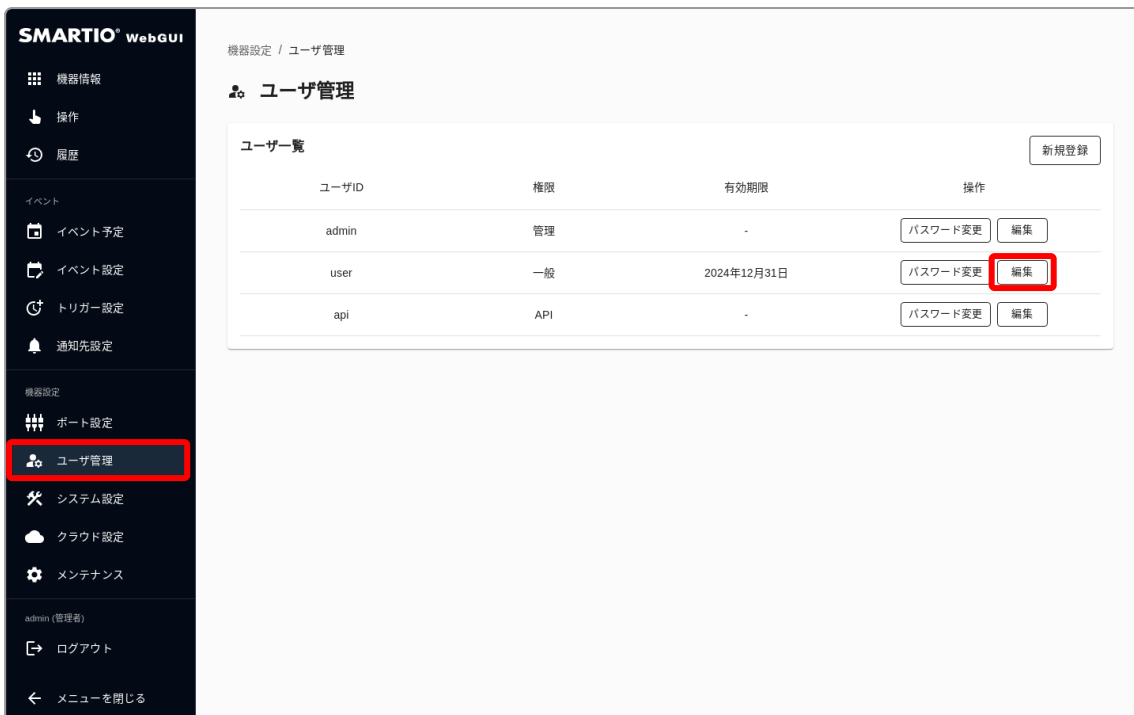 SMARTIO° WebGUI
機器情報
操作
履歴
イベント
イベント予定
イベント設定
トリガー設定
通知先設定
機器設定
ポート設定
ユーザ管理
システム設定
クラウド設定
メンテナンス
admin (管理者)
ログアウト
メニューを閉じる
機器設定 / ユーザ管理
ユーザ管理
ユーザ一覧 新規登録
ユーザID 権限 有効期限 操作
admin 管理 - パスワード変更 編集
user 一般 2024年12月31日 パスワード変更 編集
api API - パスワード変更 編集